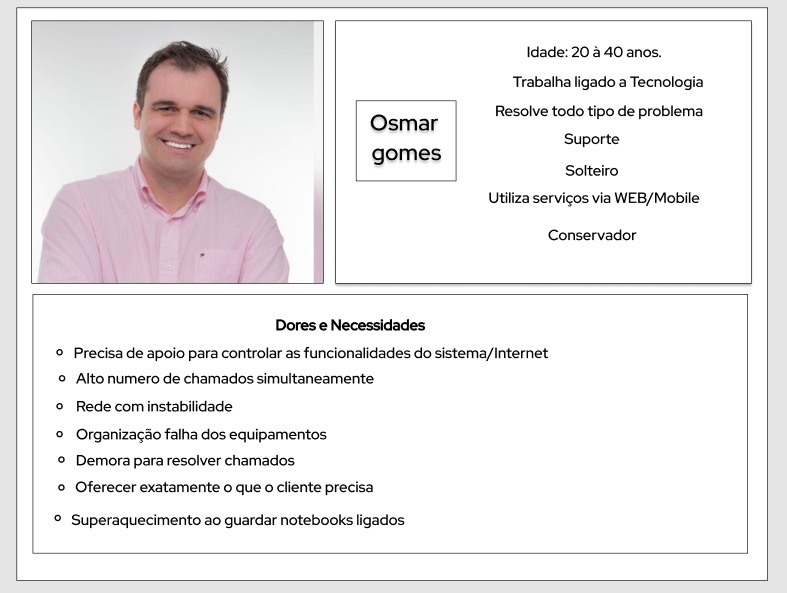 Osmar
gomes
Idade: 20 à 40 anos.
Trabalha ligado a Tecnologia
Resolve todo tipo de problema
Suporte
Solteiro
Utiliza serviços via WEB/Mobile
Conservador
Dores e Necessidades
Precisa de apoio para controlar as funcionalidades do sistema/Internet
Alto numero de chamados simultaneamente
Rede com instabilidade
Organização falha dos equipamentos
Demora para resolver chamados
Oferecer exatamente o que o cliente precisa
Superaquecimento ao guardar notebooks ligados